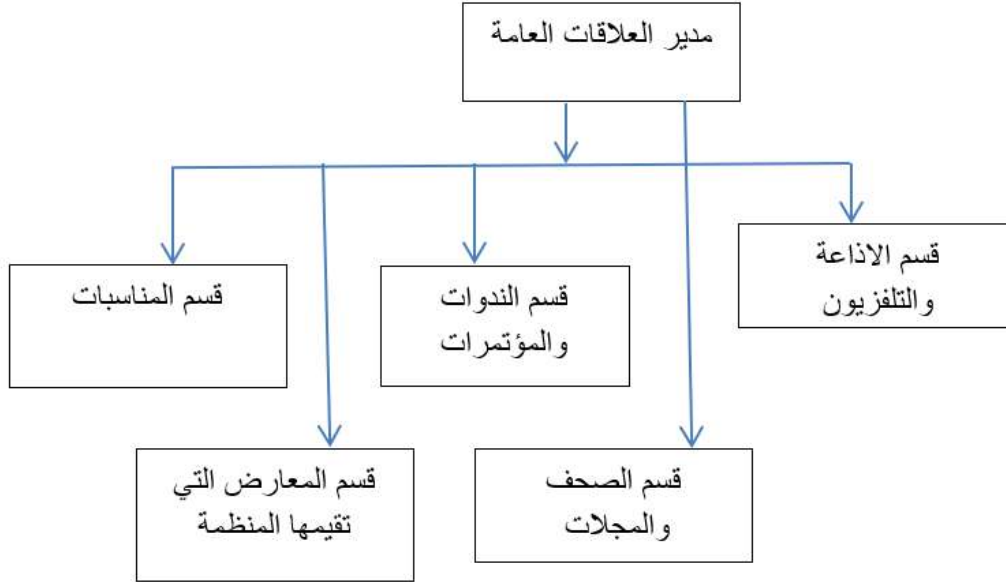 مدير العلاقات العامة
قسم الاذاعة
والتلفزيون
قسم الندوات
والمؤتمرات
قسم المناسبات
قسم الصحف
والمجلات
قسم المعارض التي
تقيمها المنظمة